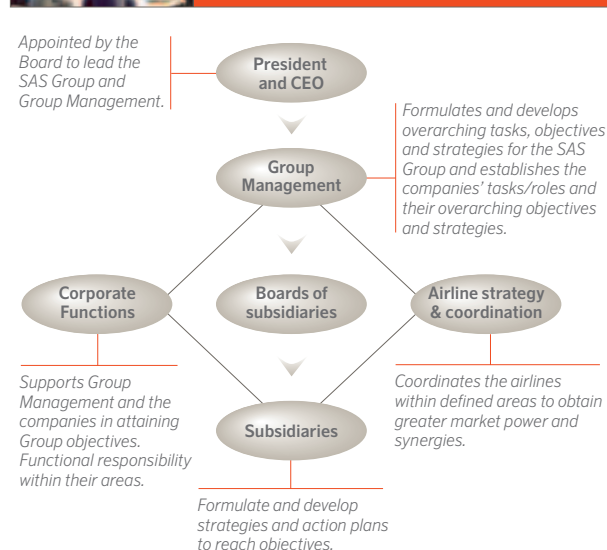 Appointed by the
Board to lead the
SAS Group and
Group Management.
President
and CEO
Formulates and develops
overarching tasks, objectives
and strategies for the SAS
Group and establishes the
companies' tasks/roles and
their overarching objectives
and strategies.
Group
Management
Corporate
Functions
Boards of
subsidiaries
Airline strategy
& coordination
Supports Group
Management and the
companies in attaining
Group objectives.
Functional responsibility
within their areas.
Coordinates the airlines
within defined areas to obtain
greater market power and
synergies.
Subsidiaries
Formulate and develop
strategies and action plans
to reach objectives.